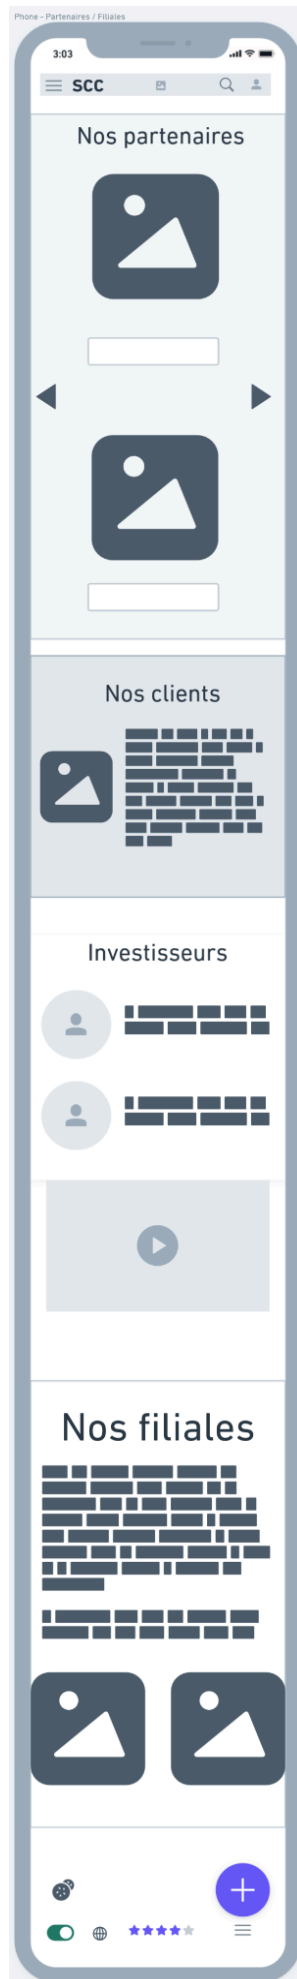 Phone - Partenaires / Filiales
3:03
SCC
Nos partenaires
Nos clients
Investisseurs
Nos filiales